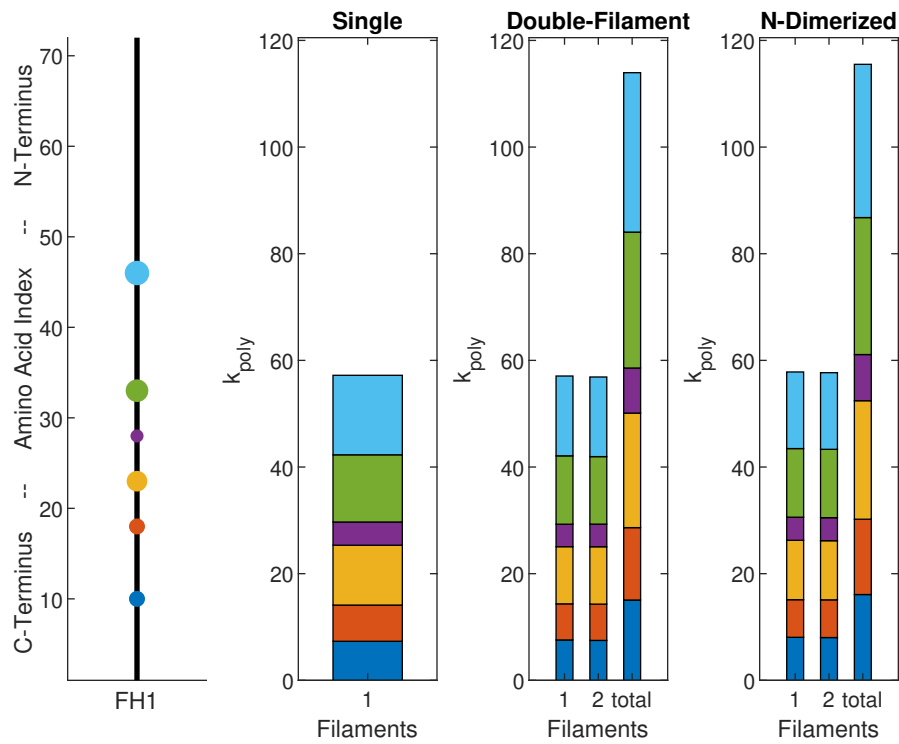 Single
Double-Filament
N-Dimerized
C-Terminus -- Amino Acid Index -- N-Terminus
70
60
50
40
30
20
10
FH1
k_poly
120
100
80
60
40
20
0
1
Filaments
k_poly
120
100
80
60
40
20
0
1 2 total
Filaments
k_poly
120
100
80
60
40
20
0
1 2 total
Filaments